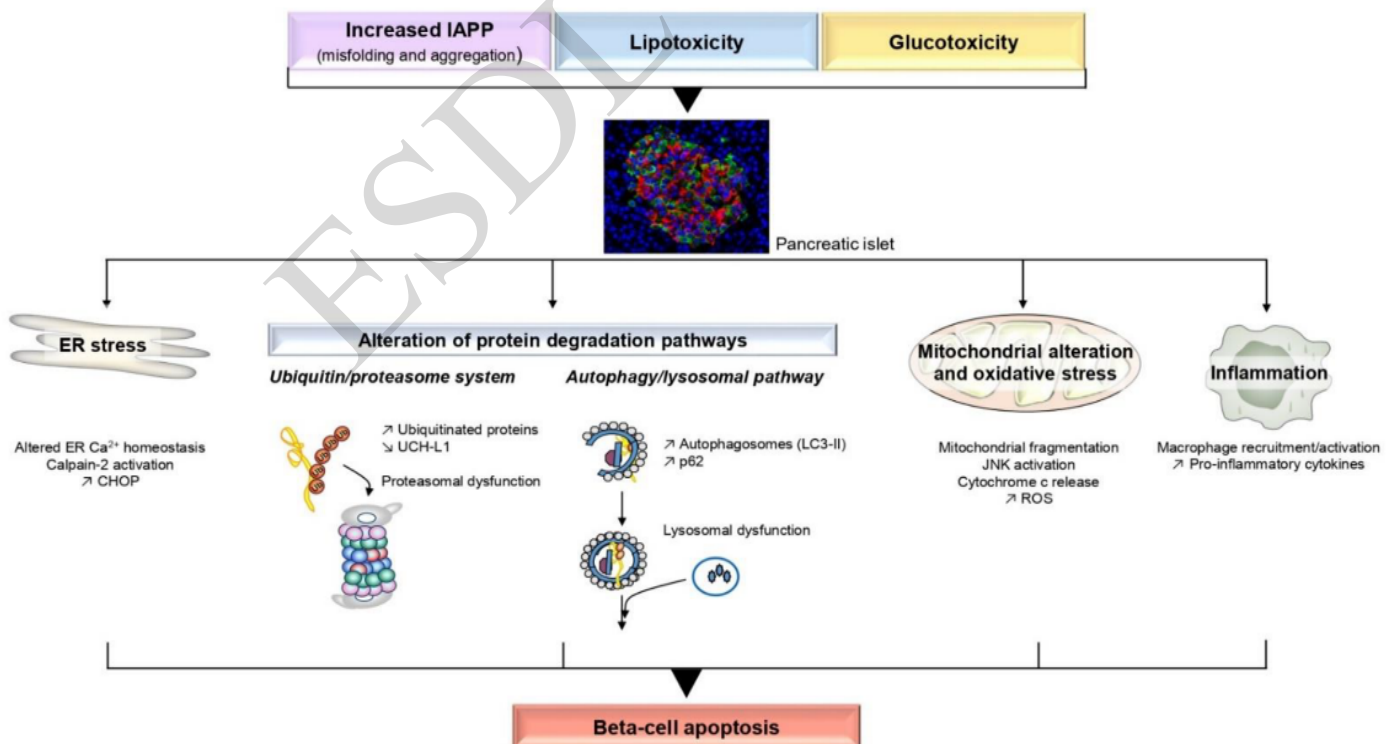 Increased IAPP
(misfolding and aggregation)
Lipotoxicity
Glucotoxicity
ESDL
Pancreatic islet
ER stress
Alteration of protein degradation pathways
Mitochondrial alteration
and oxidative stress
Inflammation
Ubiquitin/proteasome system
Autophagy/lysosomal pathway
Altered ER Ca²⁺ homeostasis
Calpain-2 activation
↗ CHOP
↗ Ubiquitinated proteins
↘ UCH-L1
Proteasomal dysfunction
↗ Autophagosomes (LC3-II)
↗ p62
Lysosomal dysfunction
Mitochondrial fragmentation
JNK activation
Cytochrome c release
↗ ROS
Macrophage recruitment/activation
↗ Pro-inflammatory cytokines
Beta-cell apoptosis